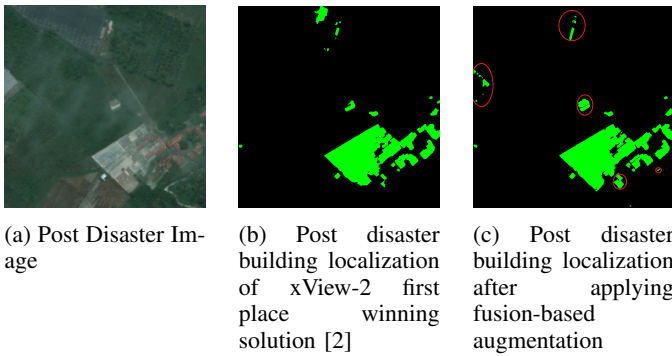 (a) Post Disaster Im-
age
(b) Post disaster
building localization
of xView-2 first
place winning
solution [2]
(c) Post disaster
building localization
after applying
fusion-based
augmentation